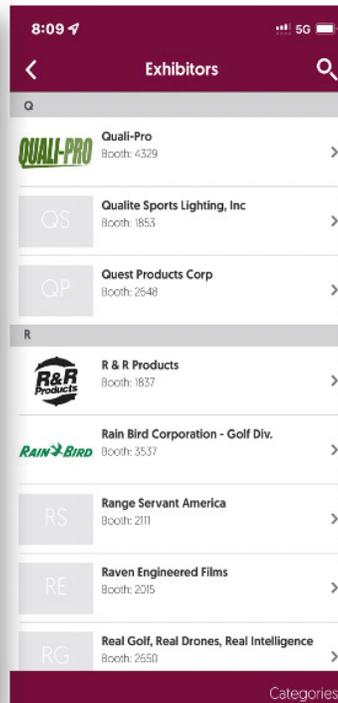 8:09
5G
Exhibitors
Q
QUALI-PRO
Quali-Pro
Booth: 4329
QS
Qualite Sports Lighting, Inc
Booth: 1853
QP
Quest Products Corp
Booth: 2648
R
R&R
Products
R & R Products
Booth: 1837
RAIN BIRD
Rain Bird Corporation - Golf Div.
Booth: 3537
RS
Range Servant America
Booth: 2111
RE
Raven Engineered Films
Booth: 2015
RG
Real Golf, Real Drones, Real Intelligence
Booth: 2650
Categories